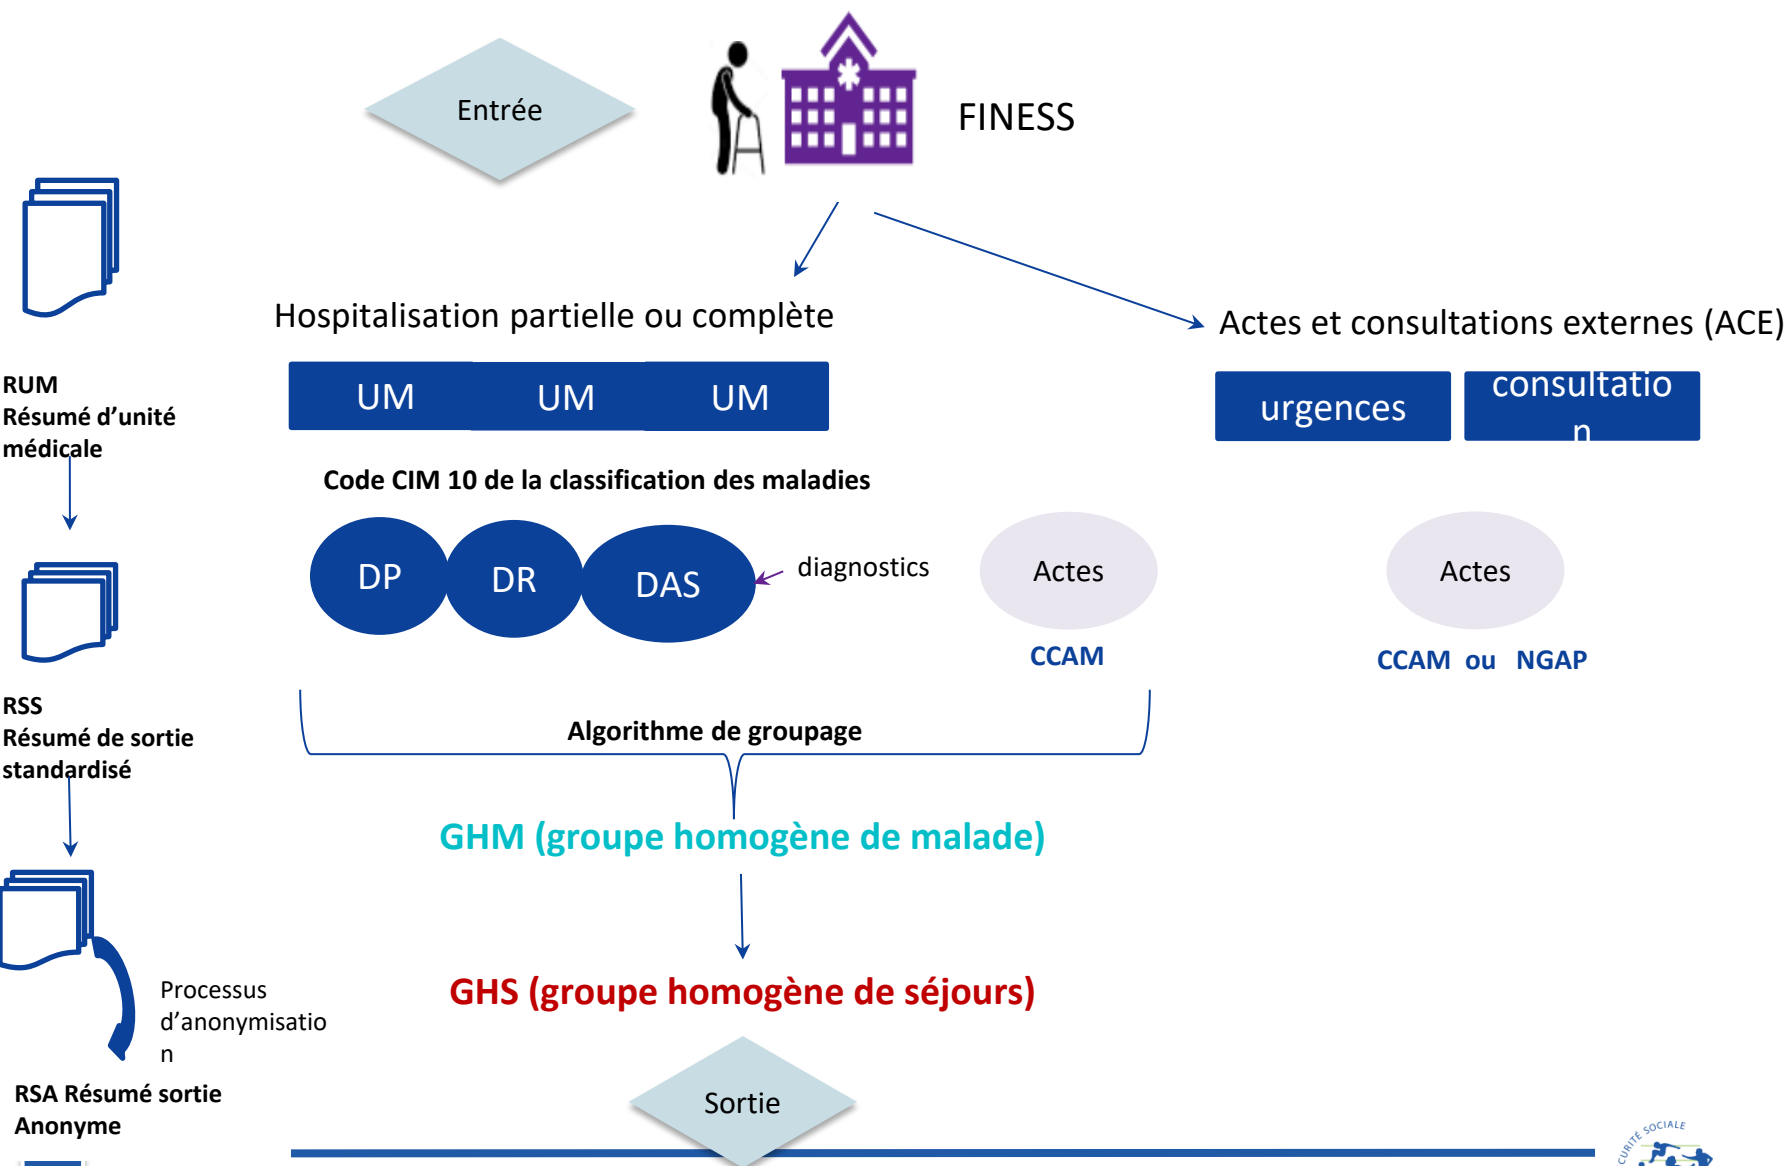 Entrée
FINESS
Hospitalisation partielle ou complète
Actes et consultations externes (ACE)
RUM
Résumé d’unité
médicale
UM
UM
UM
urgences
consultatio
n
Code CIM 10 de la classification des maladies
DP
DR
DAS
diagnostics
Actes
Actes
CCAM
CCAM ou NGAP
RSS
Résumé de sortie
standardisé
Algorithme de groupage
GHM (groupe homogène de malade)
GHS (groupe homogène de séjours)
Processus
d’anonymisatio
n
RSA Résumé sortie
Anonyme
Sortie
SOCIALE